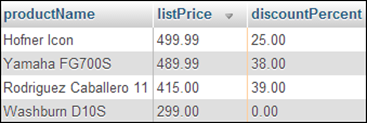 productName listPrice discountPercent
Hofner Icon 499.99 25.00
Yamaha FG700S 489.99 38.00
Rodriguez Caballero 11 415.00 39.00
Washburn D10S 299.00 0.00